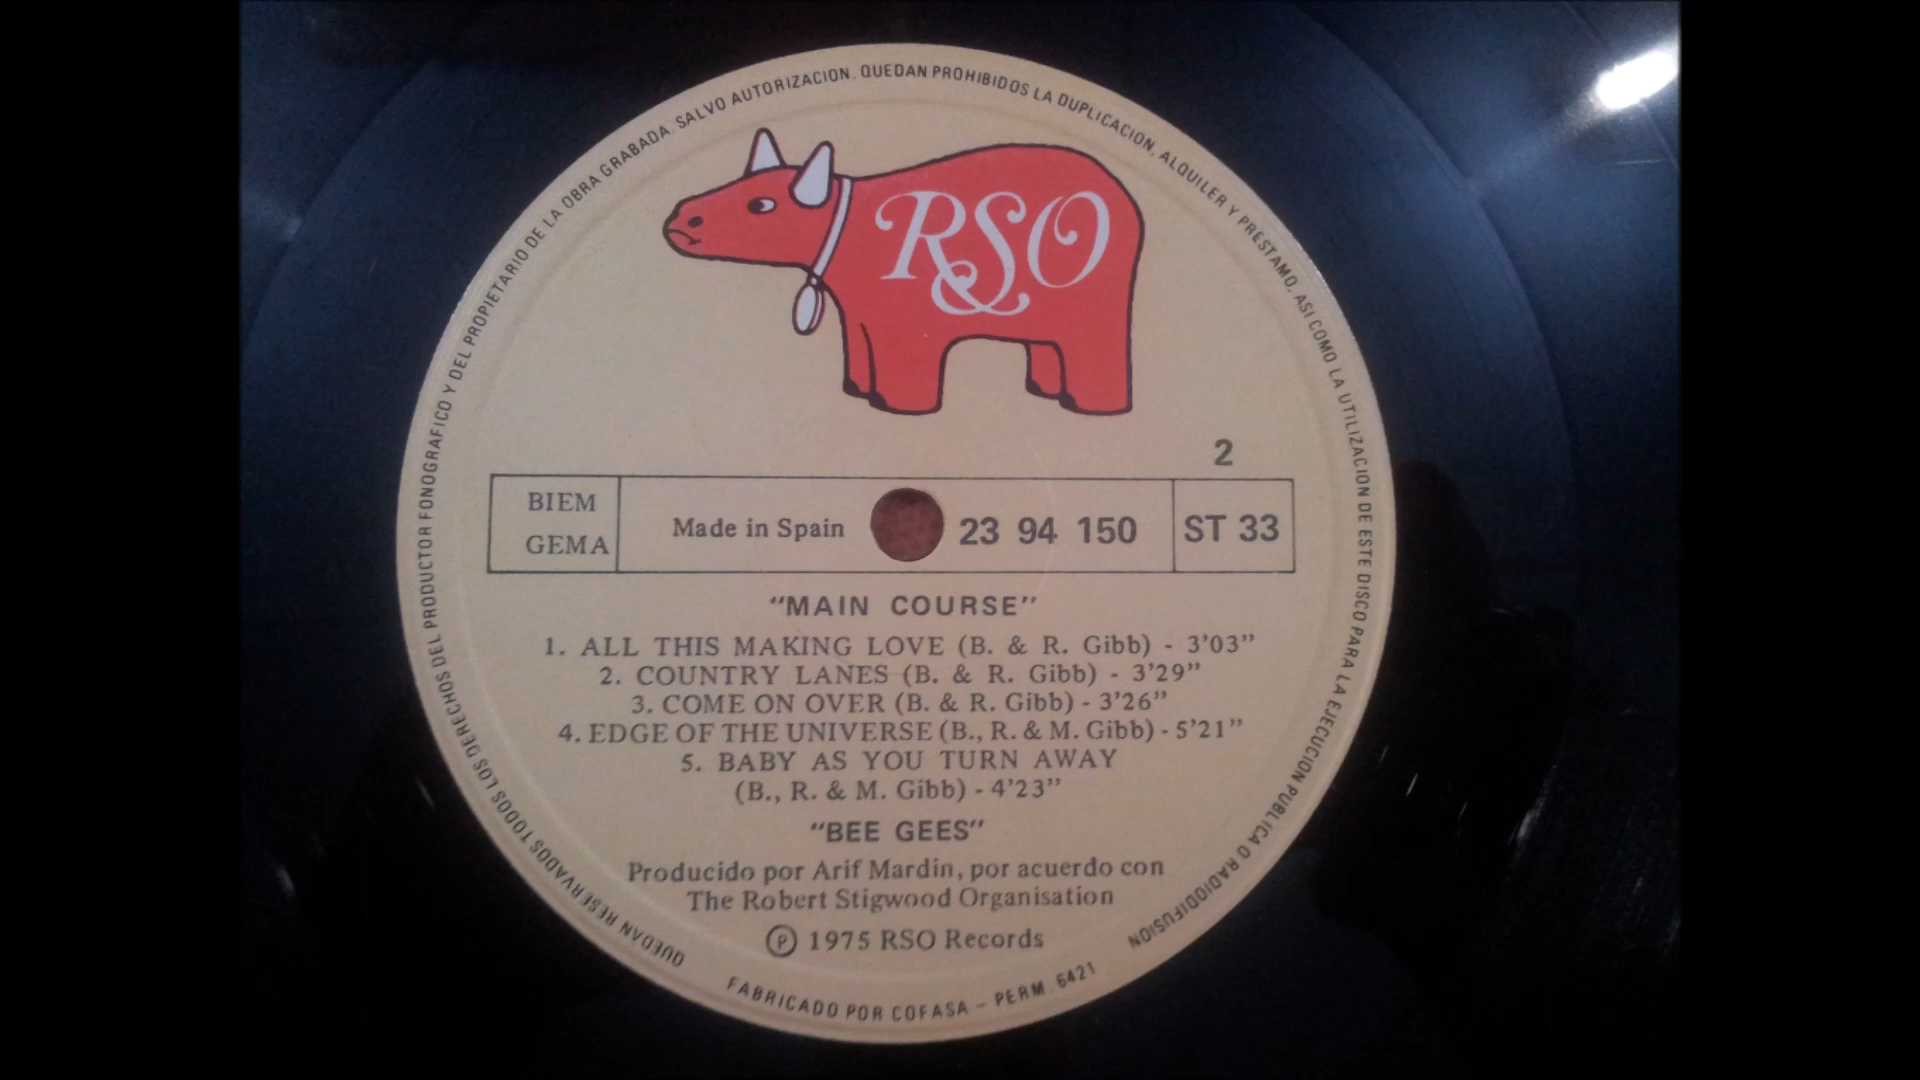 QUEDAN RESERVADOS TODOS LOS DERECHOS DEL PRODUCTOR FONOGRAFICO Y DEL PROPIETARIO DE LA OBRA GRABADA. SALVO AUTORIZACION, QUEDAN PROHIBIDOS LA DUPLICACION, ALQUILER Y PRESTAMO, ASI COMO LA UTILIZACION DE ESTE DISCO PARA LA EJECUCION PUBLICA O RADIODIFUSION
RSO
2
BIEM
GEMA
Made in Spain
23 94 150
ST 33
"MAIN COURSE"
1. ALL THIS MAKING LOVE (B. & R. Gibb) - 3'03"
2. COUNTRY LANES (B. & R. Gibb) - 3'29"
3. COME ON OVER (B. & R. Gibb) - 3'26"
4. EDGE OF THE UNIVERSE (B., R. & M. Gibb) - 5'21"
5. BABY AS YOU TURN AWAY
(B., R. & M. Gibb) - 4'23"
"BEE GEES"
Producido por Arif Mardin, por acuerdo con
The Robert Stigwood Organisation
Ⓟ 1975 RSO Records
FABRICADO POR COFASA - PERM. 6421